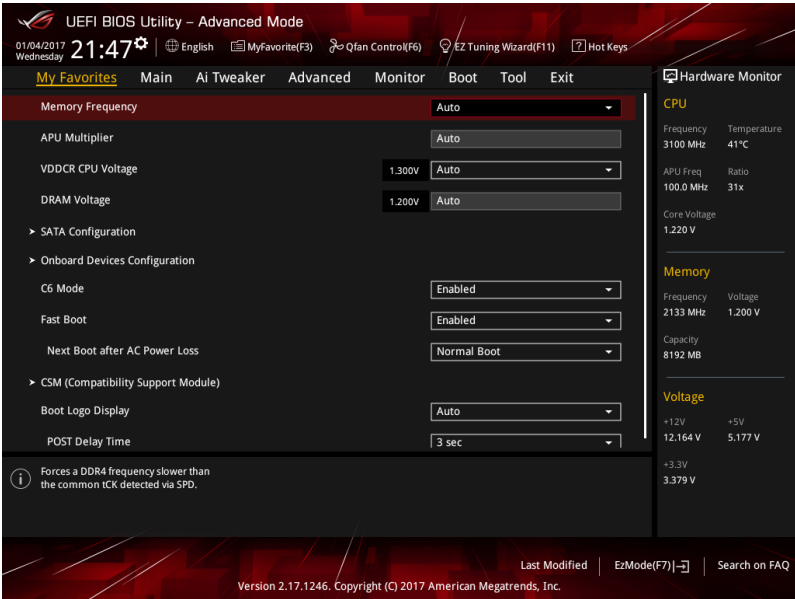 UEFI BIOS Utility – Advanced Mode
01/04/2017 Wednesday 21:47 English MyFavorite(F3) Qfan Control(F6) EZ Tuning Wizard(F11) ? Hot Keys
My Favorites Main Ai Tweaker Advanced Monitor Boot Tool Exit
Memory Frequency Auto
APU Multiplier Auto
VDDCR CPU Voltage 1.300V Auto
DRAM Voltage 1.200V Auto
> SATA Configuration
> Onboard Devices Configuration
C6 Mode Enabled
Fast Boot Enabled
Next Boot after AC Power Loss Normal Boot
> CSM (Compatibility Support Module)
Boot Logo Display Auto
POST Delay Time 3 sec
i Forces a DDR4 frequency slower than
the common tCK detected via SPD.
Hardware Monitor
CPU
Frequency Temperature
3100 MHz 41°C
APU Freq Ratio
100.0 MHz 31x
Core Voltage
1.220 V
Memory
Frequency Voltage
2133 MHz 1.200 V
Capacity
8192 MB
Voltage
+12V +5V
12.164 V 5.177 V
+3.3V
3.379 V
Last Modified EzMode(F7) Search on FAQ
Version 2.17.1246. Copyright (C) 2017 American Megatrends, Inc.